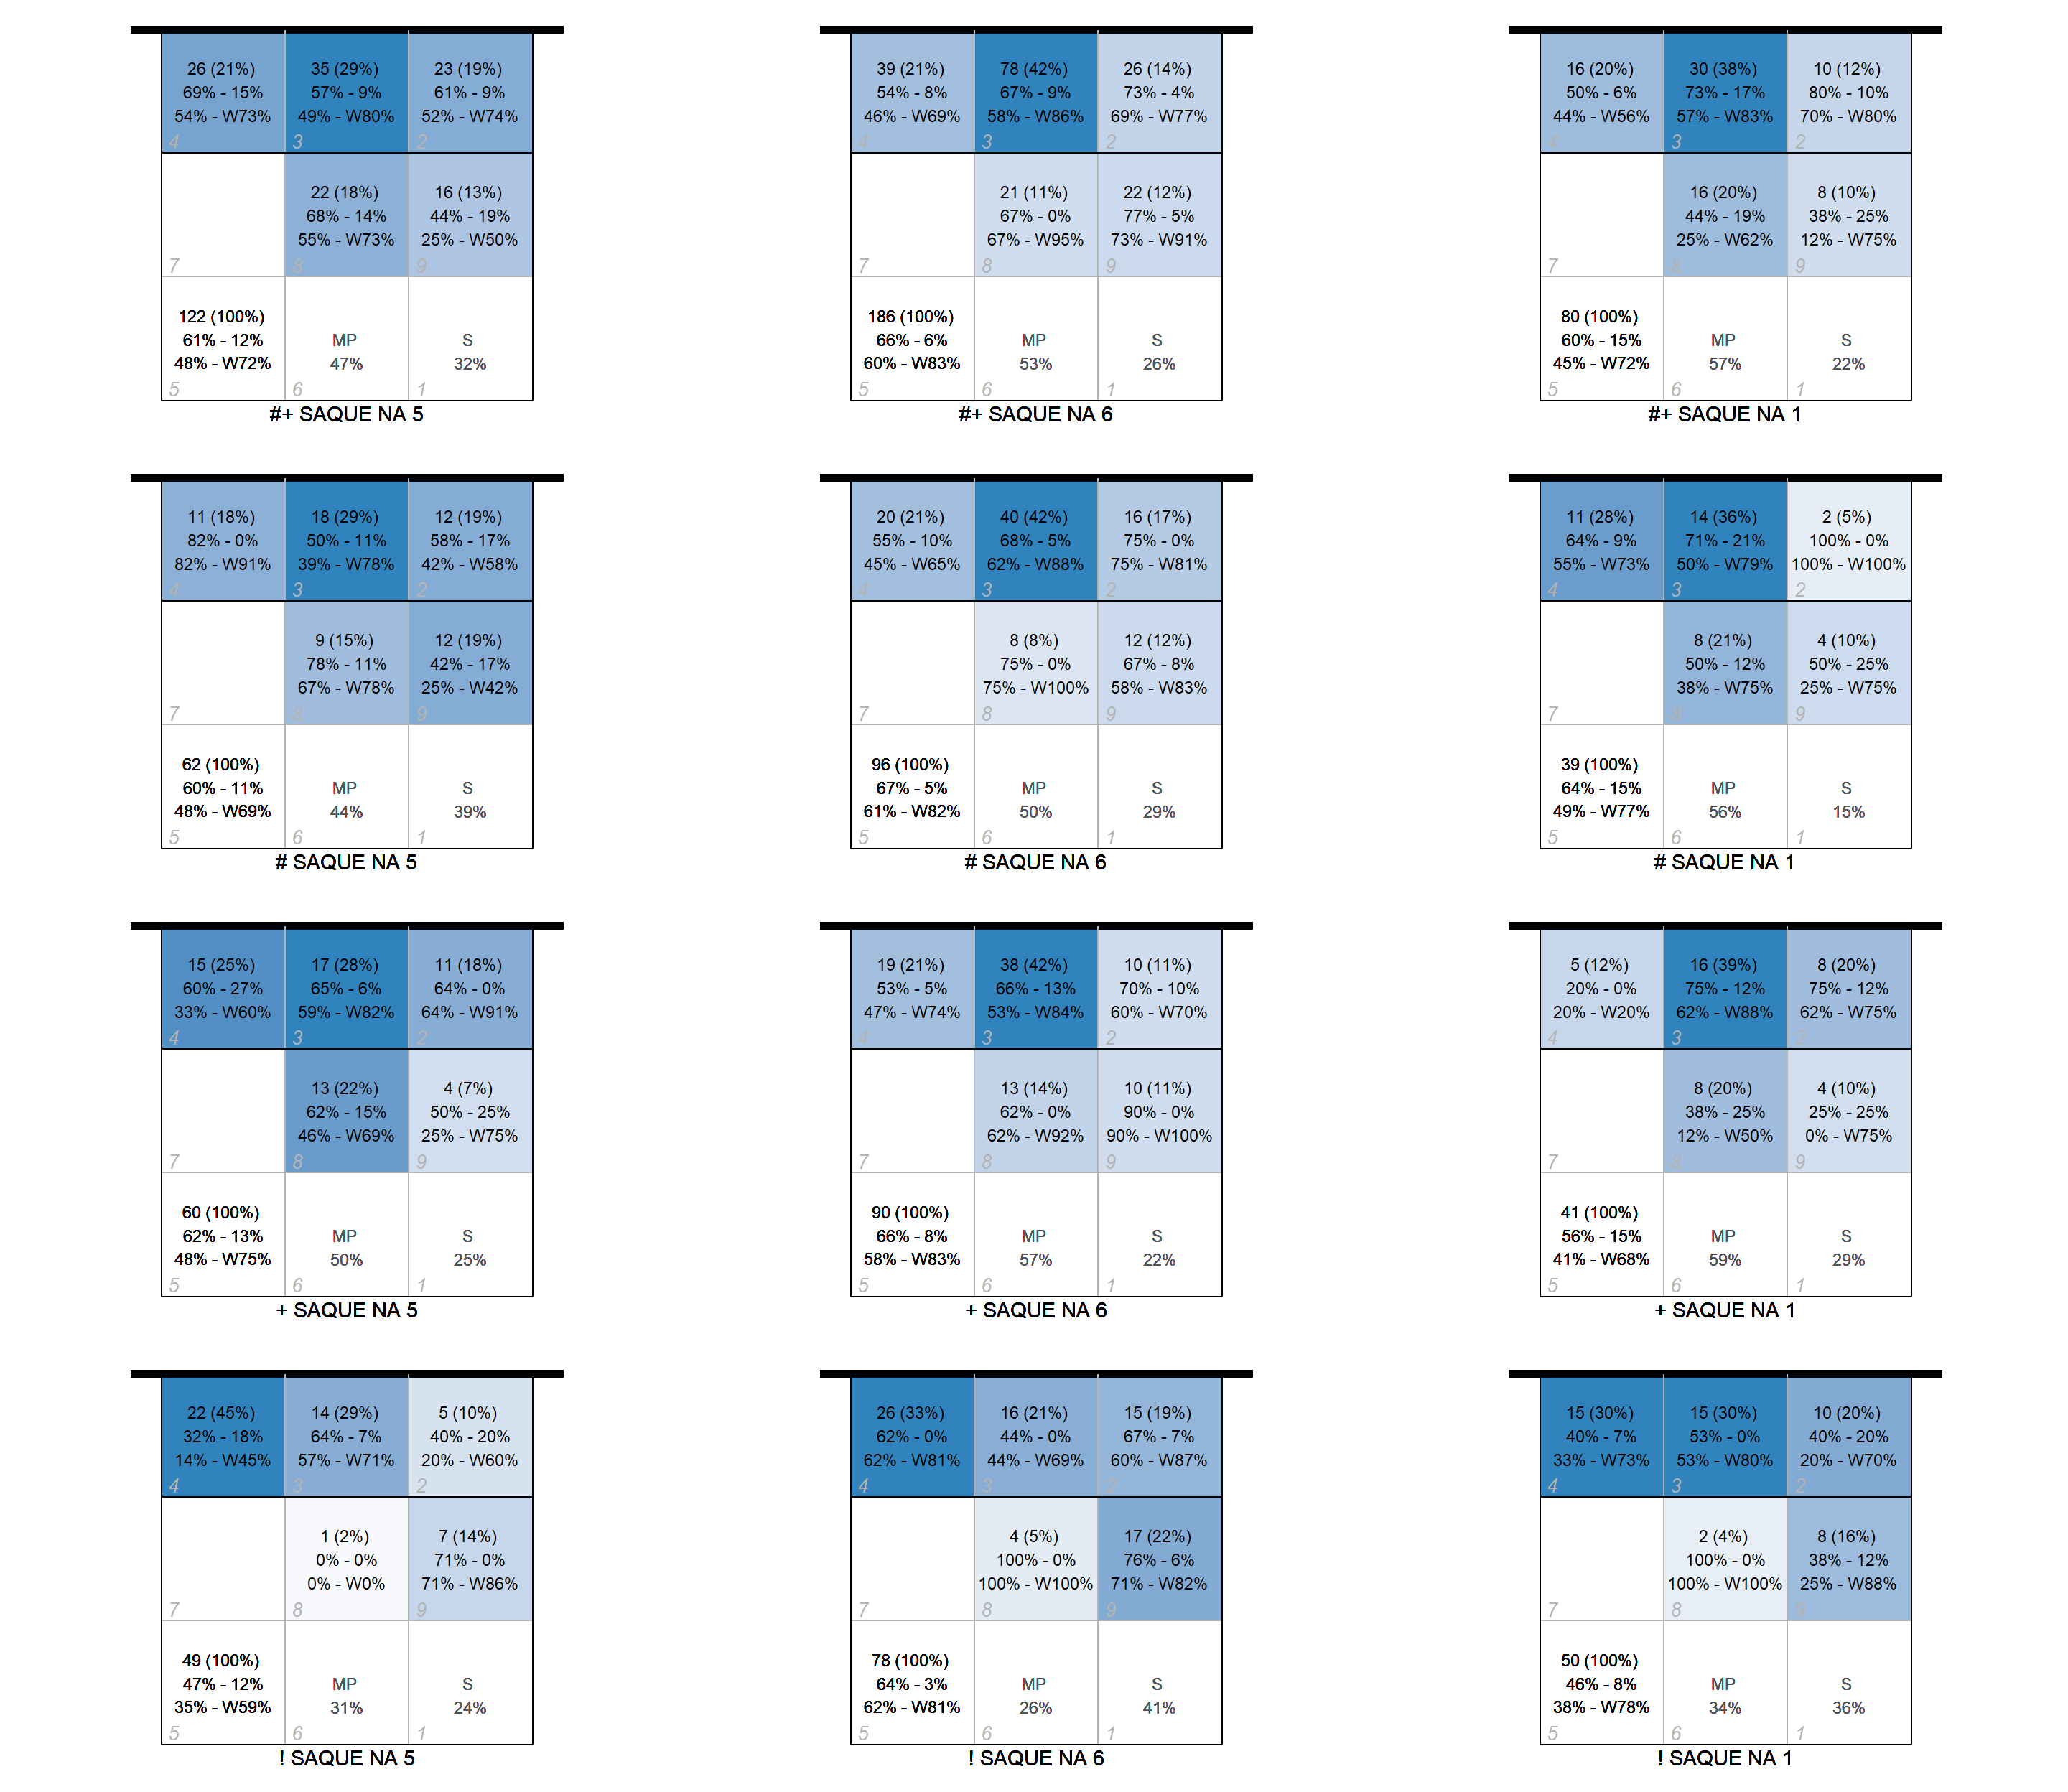 26 (21%)
69% - 15%
54% - W73%
4
35 (29%)
57% - 9%
49% - W80%
3
23 (19%)
61% - 9%
52% - W74%
2
7
22 (18%)
68% - 14%
55% - W73%
8
16 (13%)
44% - 19%
25% - W50%
9
122 (100%)
61% - 12%
48% - W72%
5
MP
47%
6
S
32%
1
#+ SAQUE NA 5
39 (21%)
54% - 8%
46% - W69%
4
78 (42%)
67% - 9%
58% - W86%
3
26 (14%)
73% - 4%
69% - W77%
2
7
21 (11%)
67% - 0%
67% - W95%
8
22 (12%)
77% - 5%
73% - W91%
9
186 (100%)
66% - 6%
60% - W83%
5
MP
53%
6
S
26%
1
#+ SAQUE NA 6
16 (20%)
50% - 6%
44% - W56%
4
30 (38%)
73% - 17%
57% - W83%
3
10 (12%)
80% - 10%
70% - W80%
2
7
16 (20%)
44% - 19%
25% - W62%
8
8 (10%)
38% - 25%
12% - W75%
9
80 (100%)
60% - 15%
45% - W72%
5
MP
57%
6
S
22%
1
#+ SAQUE NA 1
11 (18%)
82% - 0%
82% - W91%
4
18 (29%)
50% - 11%
39% - W78%
3
12 (19%)
58% - 17%
42% - W58%
2
7
9 (15%)
78% - 11%
67% - W78%
8
12 (19%)
42% - 17%
25% - W42%
9
62 (100%)
60% - 11%
48% - W69%
5
MP
44%
6
S
39%
1
# SAQUE NA 5
20 (21%)
55% - 10%
45% - W65%
4
40 (42%)
68% - 5%
62% - W88%
3
16 (17%)
75% - 0%
75% - W81%
2
7
8 (8%)
75% - 0%
75% - W100%
8
12 (12%)
67% - 8%
58% - W83%
9
96 (100%)
67% - 5%
61% - W82%
5
MP
50%
6
S
29%
1
# SAQUE NA 6
11 (28%)
64% - 9%
55% - W73%
4
14 (36%)
71% - 21%
50% - W79%
3
2 (5%)
100% - 0%
100% - W100%
2
7
8 (21%)
50% - 12%
38% - W75%
8
4 (10%)
50% - 25%
25% - W75%
9
39 (100%)
64% - 15%
49% - W77%
5
MP
56%
6
S
15%
1
# SAQUE NA 1
15 (25%)
60% - 27%
33% - W60%
4
17 (28%)
65% - 6%
59% - W82%
3
11 (18%)
64% - 0%
64% - W91%
2
7
13 (22%)
62% - 15%
46% - W69%
8
4 (7%)
50% - 25%
25% - W75%
9
60 (100%)
62% - 13%
48% - W75%
5
MP
50%
6
S
25%
1
+ SAQUE NA 5
19 (21%)
53% - 5%
47% - W74%
4
38 (42%)
66% - 13%
53% - W84%
3
10 (11%)
70% - 10%
60% - W70%
2
7
13 (14%)
62% - 0%
62% - W92%
8
10 (11%)
90% - 0%
90% - W100%
9
90 (100%)
66% - 8%
58% - W83%
5
MP
57%
6
S
22%
1
+ SAQUE NA 6
5 (12%)
20% - 0%
20% - W20%
4
16 (39%)
75% - 12%
62% - W88%
3
8 (20%)
75% - 12%
62% - W75%
2
7
8 (20%)
38% - 25%
12% - W50%
8
4 (10%)
25% - 25%
0% - W75%
9
41 (100%)
56% - 15%
41% - W68%
5
MP
59%
6
S
29%
1
+ SAQUE NA 1
22 (45%)
32% - 18%
14% - W45%
4
14 (29%)
64% - 7%
57% - W71%
3
5 (10%)
40% - 20%
20% - W60%
2
7
1 (2%)
0% - 0%
0% - W0%
8
7 (14%)
71% - 0%
71% - W86%
9
49 (100%)
47% - 12%
35% - W59%
5
MP
31%
6
S
24%
1
! SAQUE NA 5
26 (33%)
62% - 0%
62% - W81%
4
16 (21%)
44% - 0%
44% - W69%
3
15 (19%)
67% - 7%
60% - W87%
2
7
4 (5%)
100% - 0%
100% - W100%
8
17 (22%)
76% - 6%
71% - W82%
9
78 (100%)
64% - 3%
62% - W81%
5
MP
26%
6
S
41%
1
! SAQUE NA 6
15 (30%)
40% - 7%
33% - W73%
4
15 (30%)
53% - 0%
53% - W80%
3
10 (20%)
40% - 20%
20% - W70%
2
7
2 (4%)
100% - 0%
100% - W100%
8
8 (16%)
38% - 12%
25% - W88%
9
50 (100%)
46% - 8%
38% - W78%
5
MP
34%
6
S
36%
1
! SAQUE NA 1